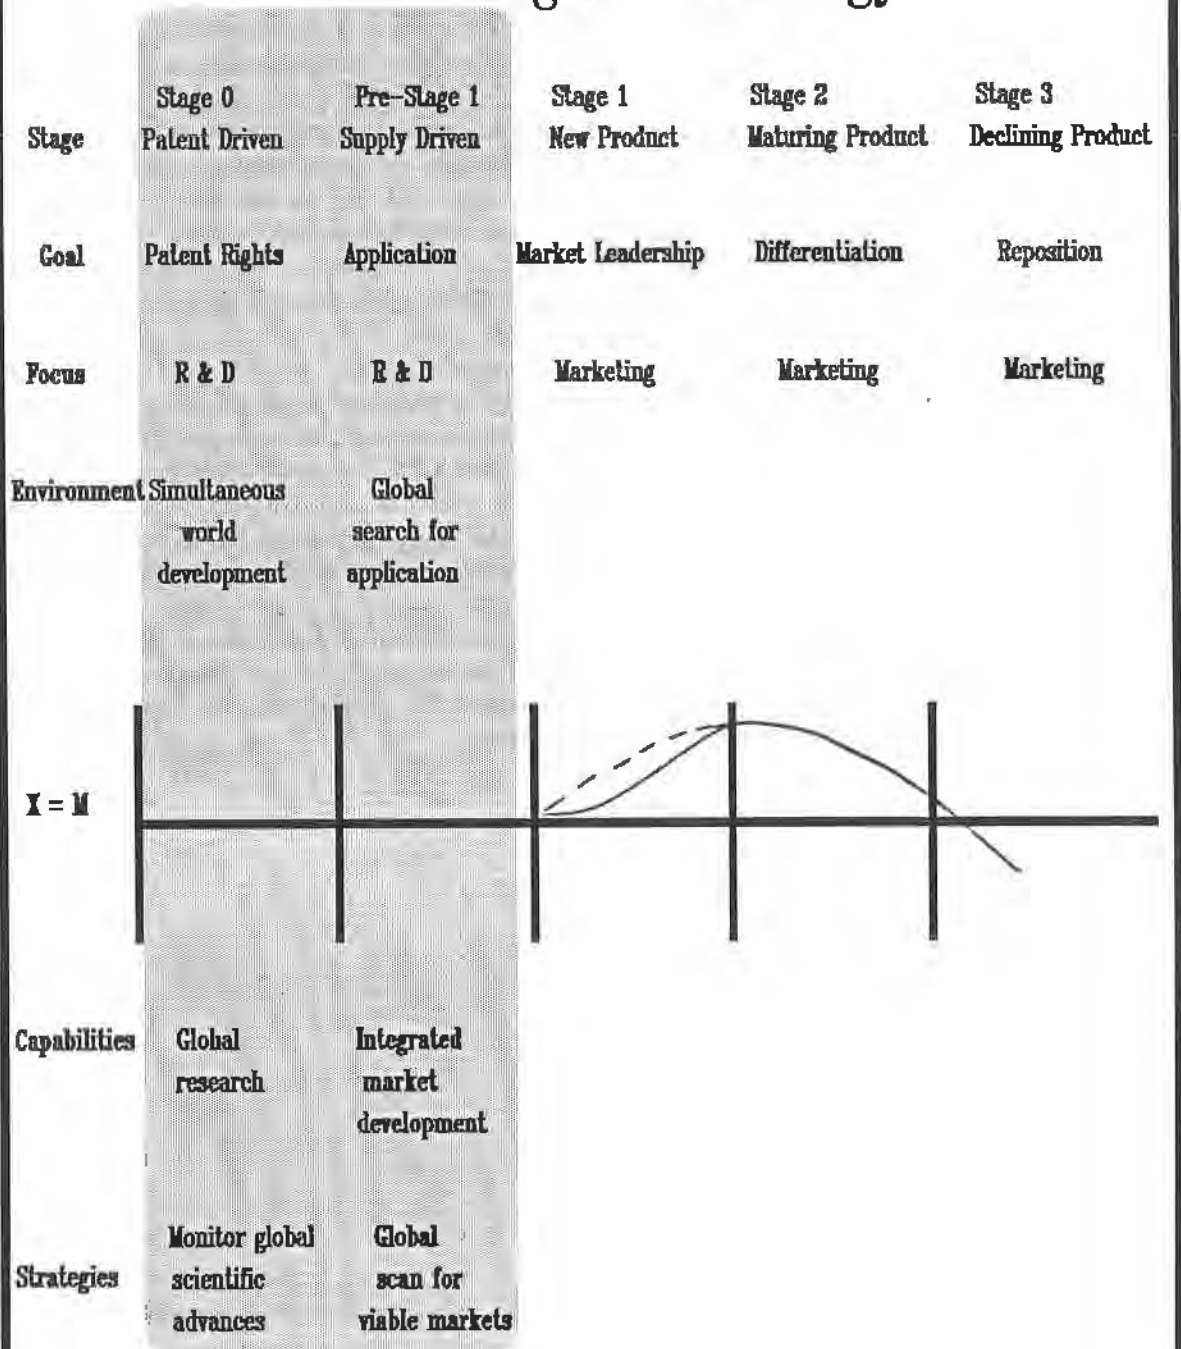 Stage 0 Pre-Stage 1 Stage 1 Stage 2 Stage 3
Stage Patent Driven Supply Driven New Product Maturing Product Declining Product
Goal Patent Rights Application Market Leadership Differentiation Reposition
Focus R & D R & D Marketing Marketing Marketing
Environment Simultaneous Global
world search for
development application
X = M
Capabilities Global Integrated
research market
development
Monitor global Global
Strategies scientific scan for
advances viable markets